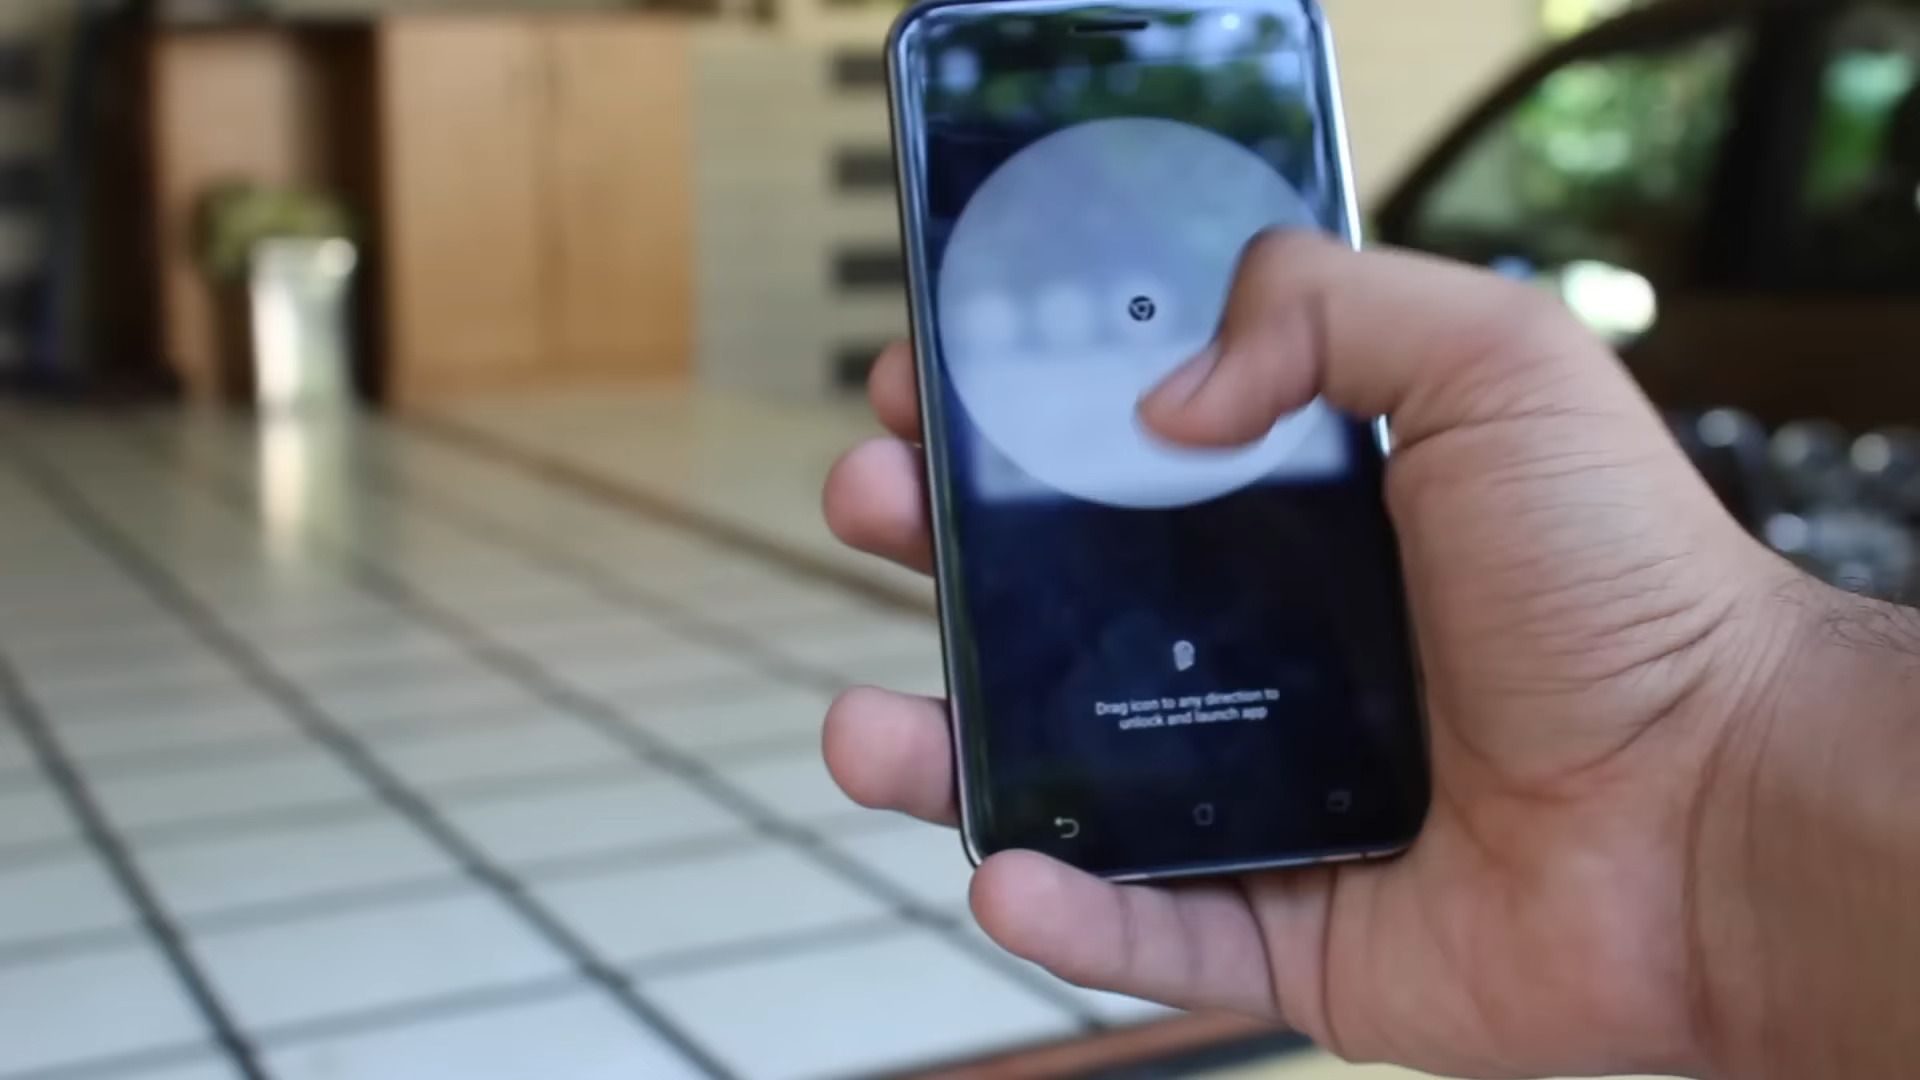 Drag icon to any direction to
unlock and launch app